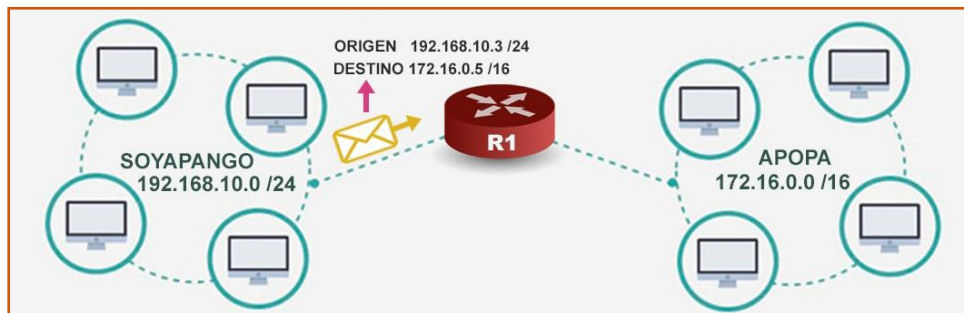 ORIGEN 192.168.10.3 /24
DESTINO 172.16.0.5 /16
R1
SOYAPANGO
192.168.10.0 /24
APOPA
172.16.0.0 /16